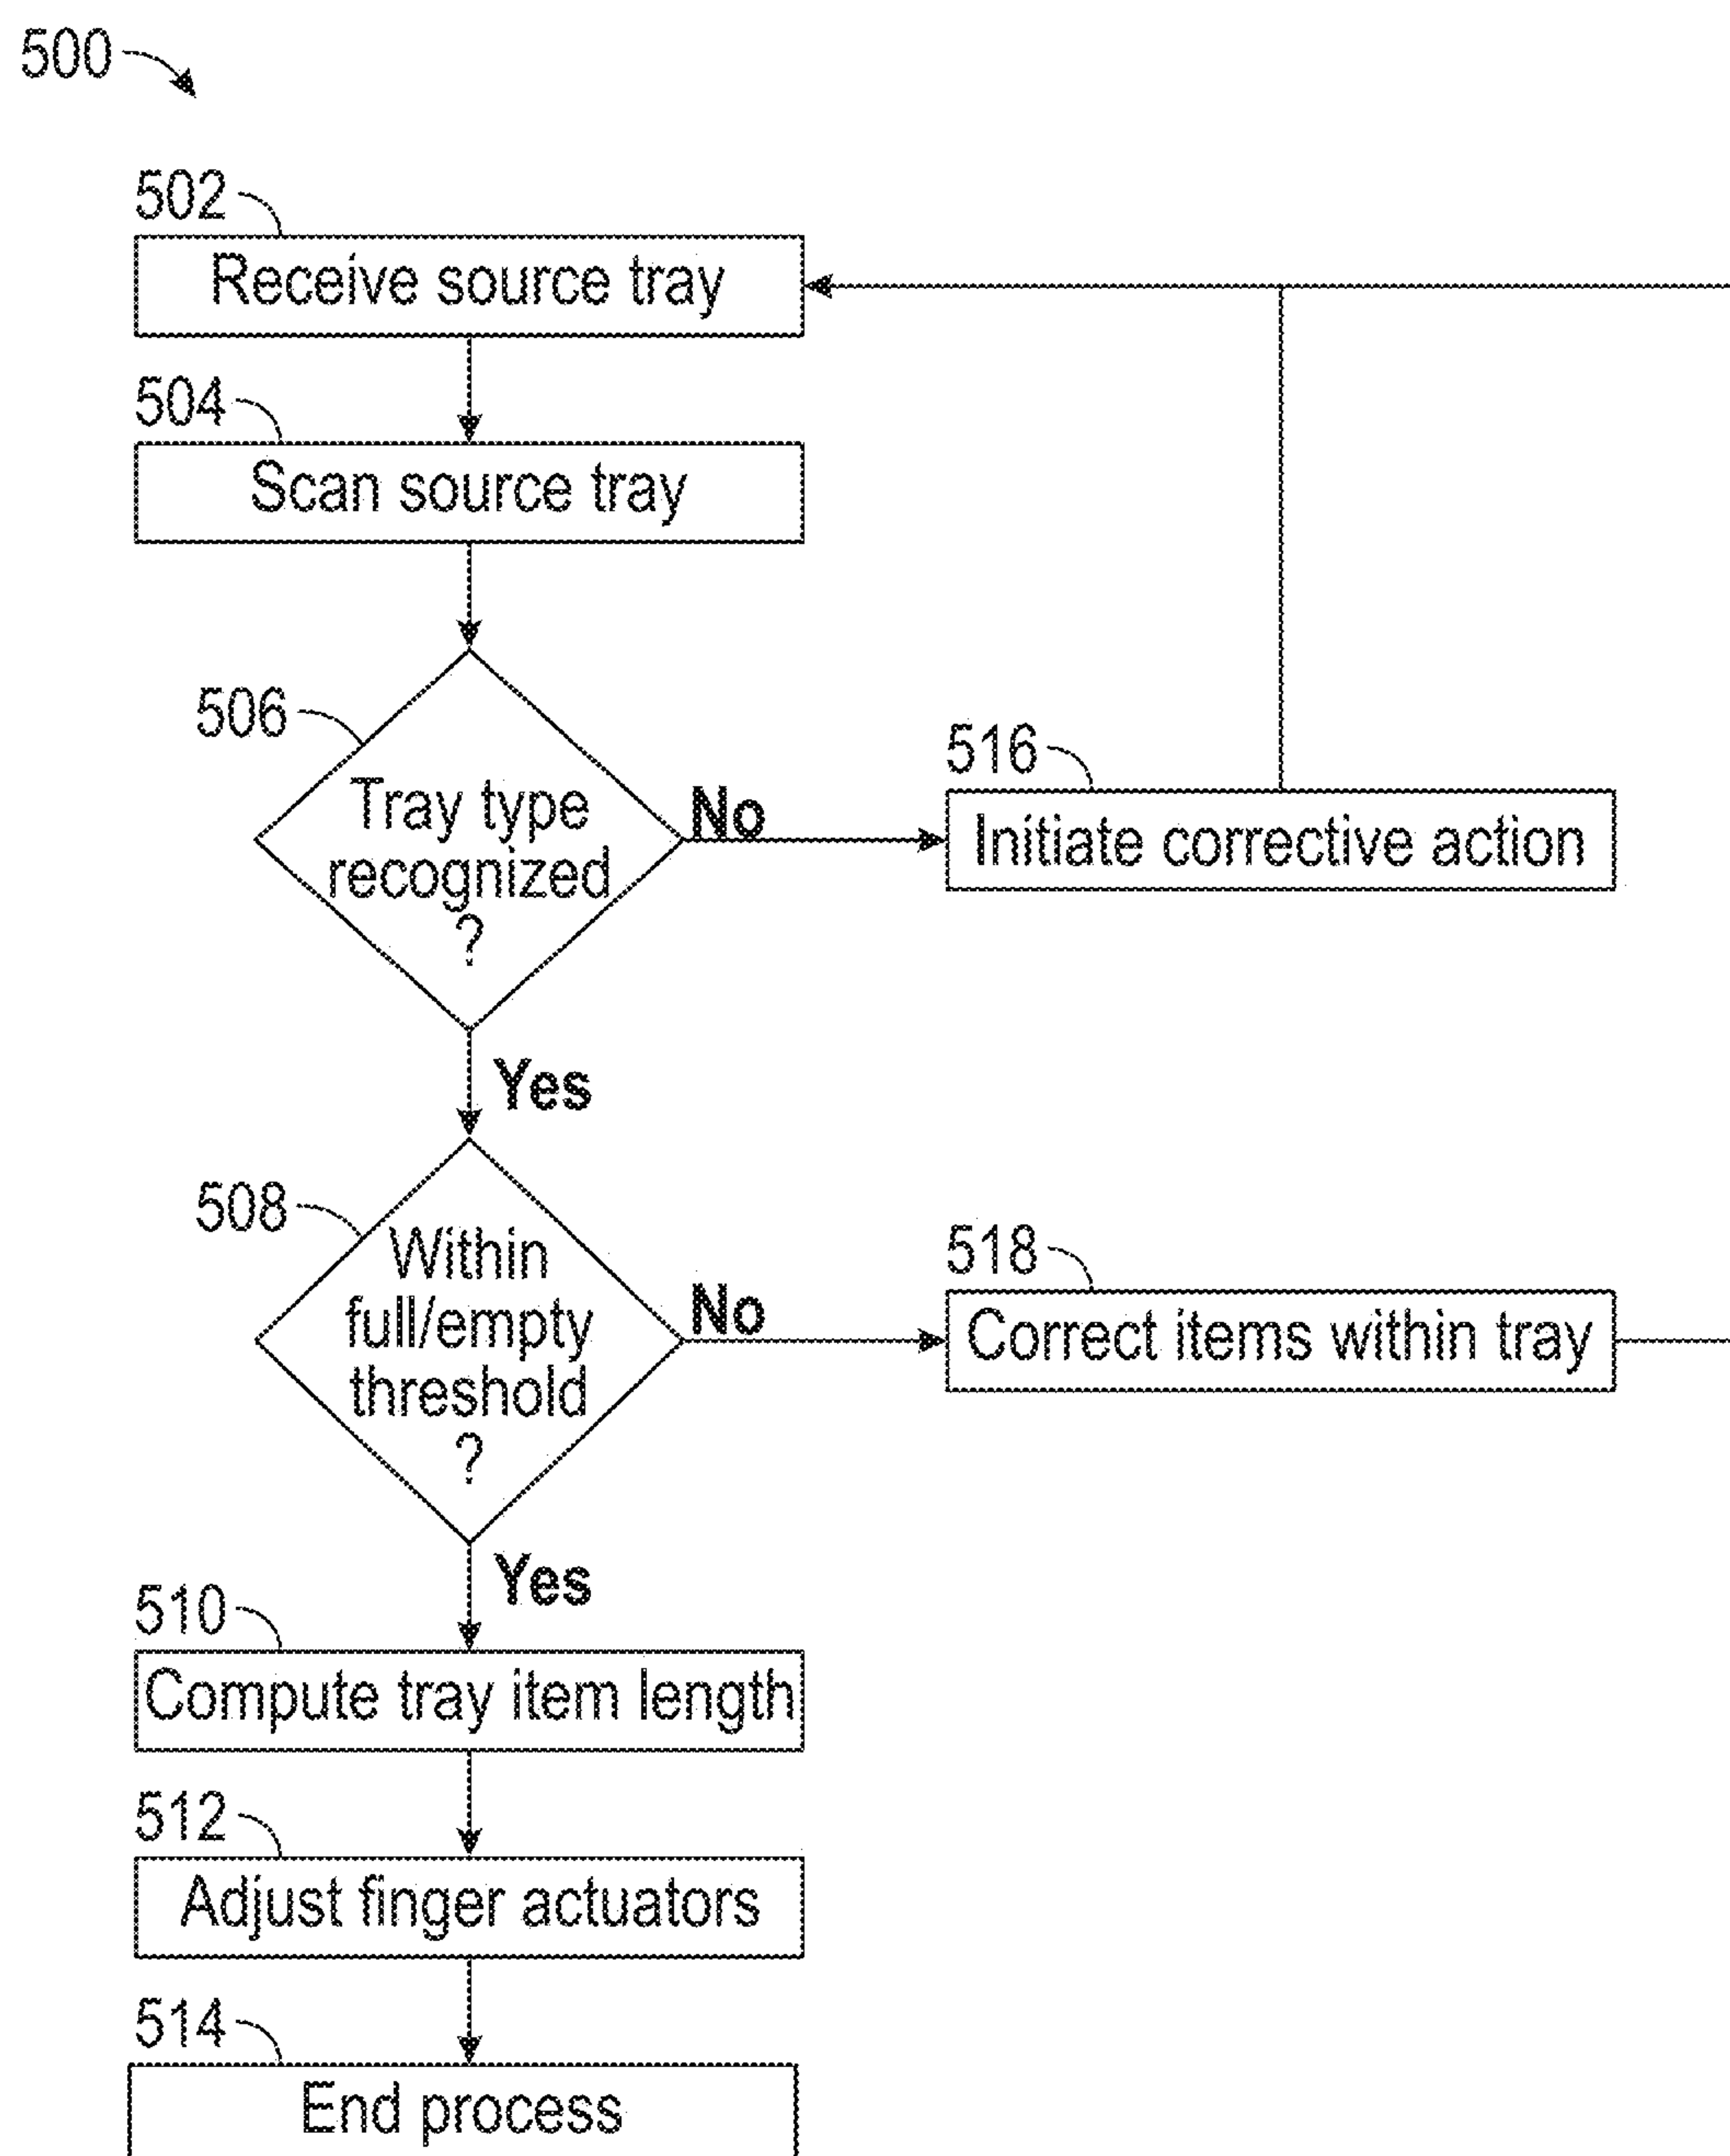 500
502
Receive source tray
504
Scan source tray
506
Tray type
recognized
?
No
516
Initiate corrective action
Yes
508
Within
full/empty
threshold
?
No
518
Correct items within tray
Yes
510
Compute tray item length
512
Adjust finger actuators
514
End process